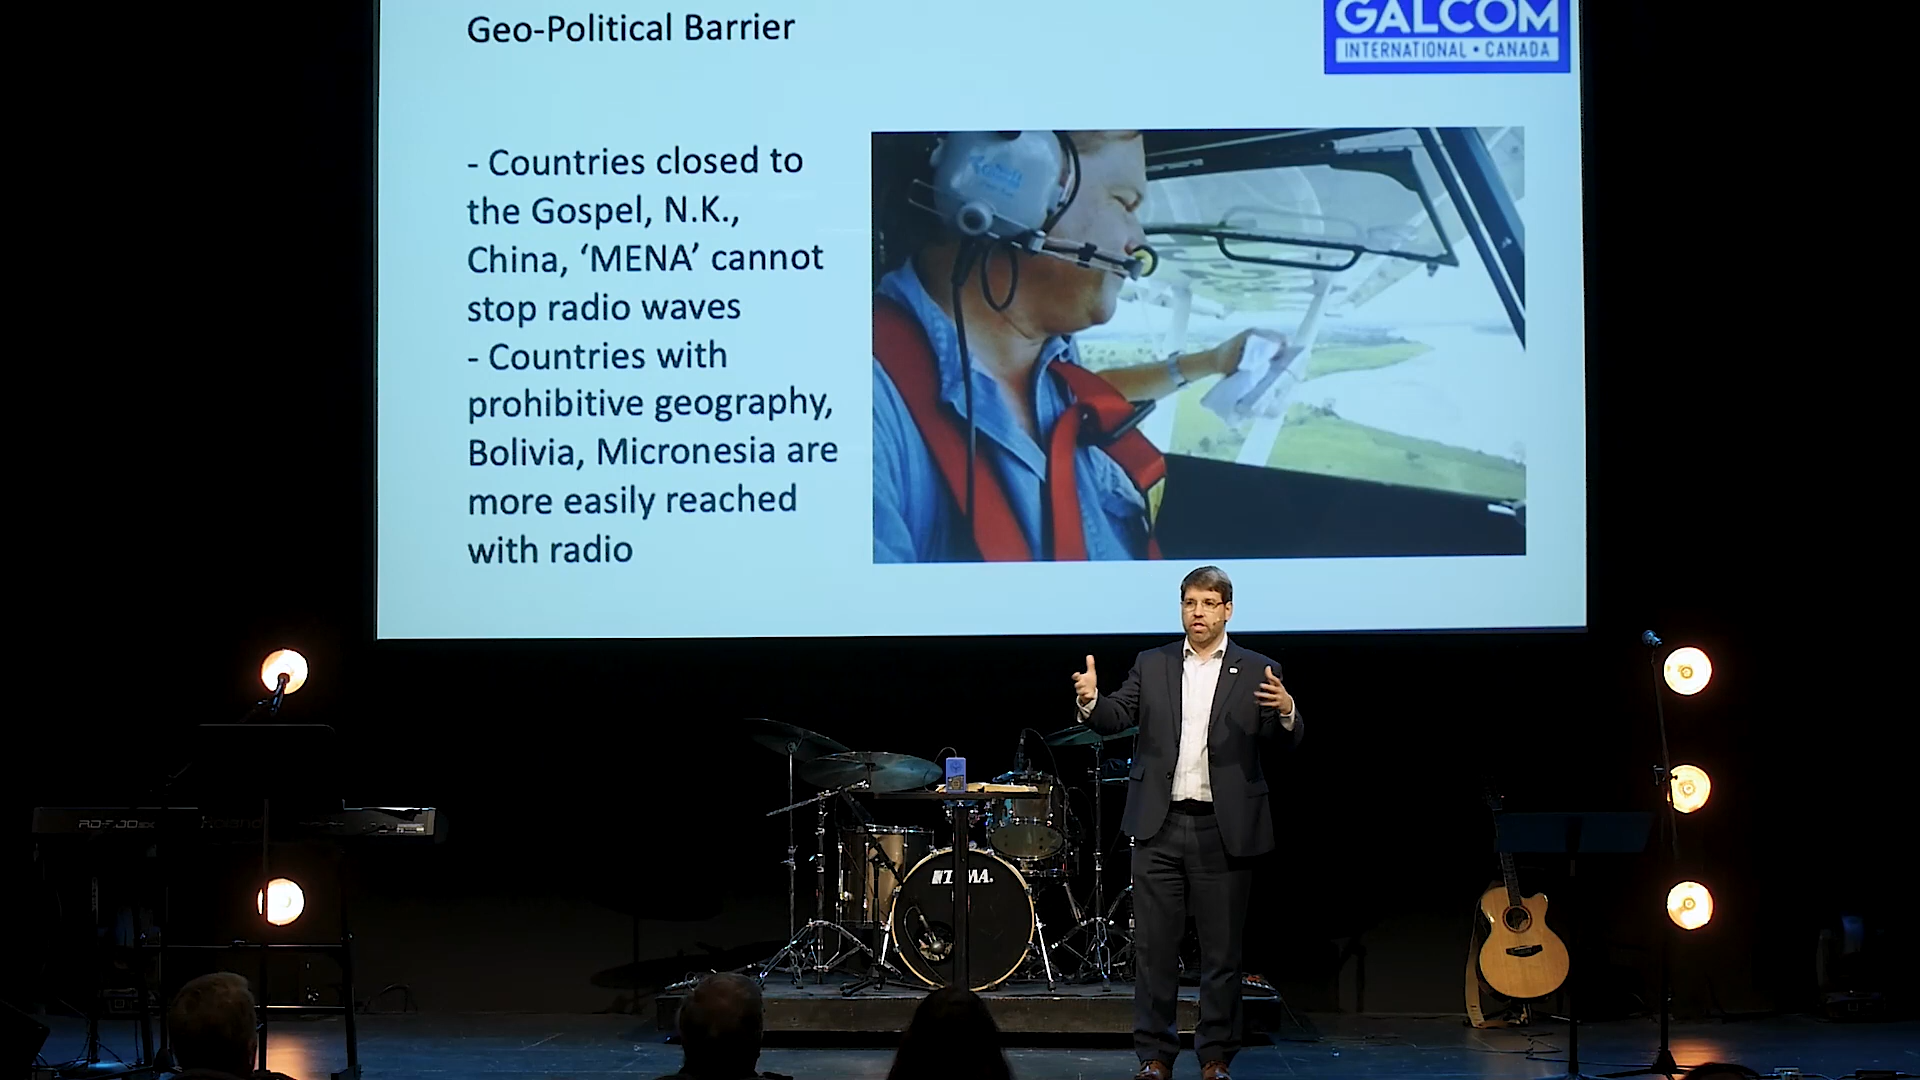 Geo-Political Barrier
GALCOM
INTERNATIONAL • CANADA
- Countries closed to
the Gospel, N.K.,
China, ‘MENA’ cannot
stop radio waves
- Countries with
prohibitive geography,
Bolivia, Micronesia are
more easily reached
with radio
TAMA.